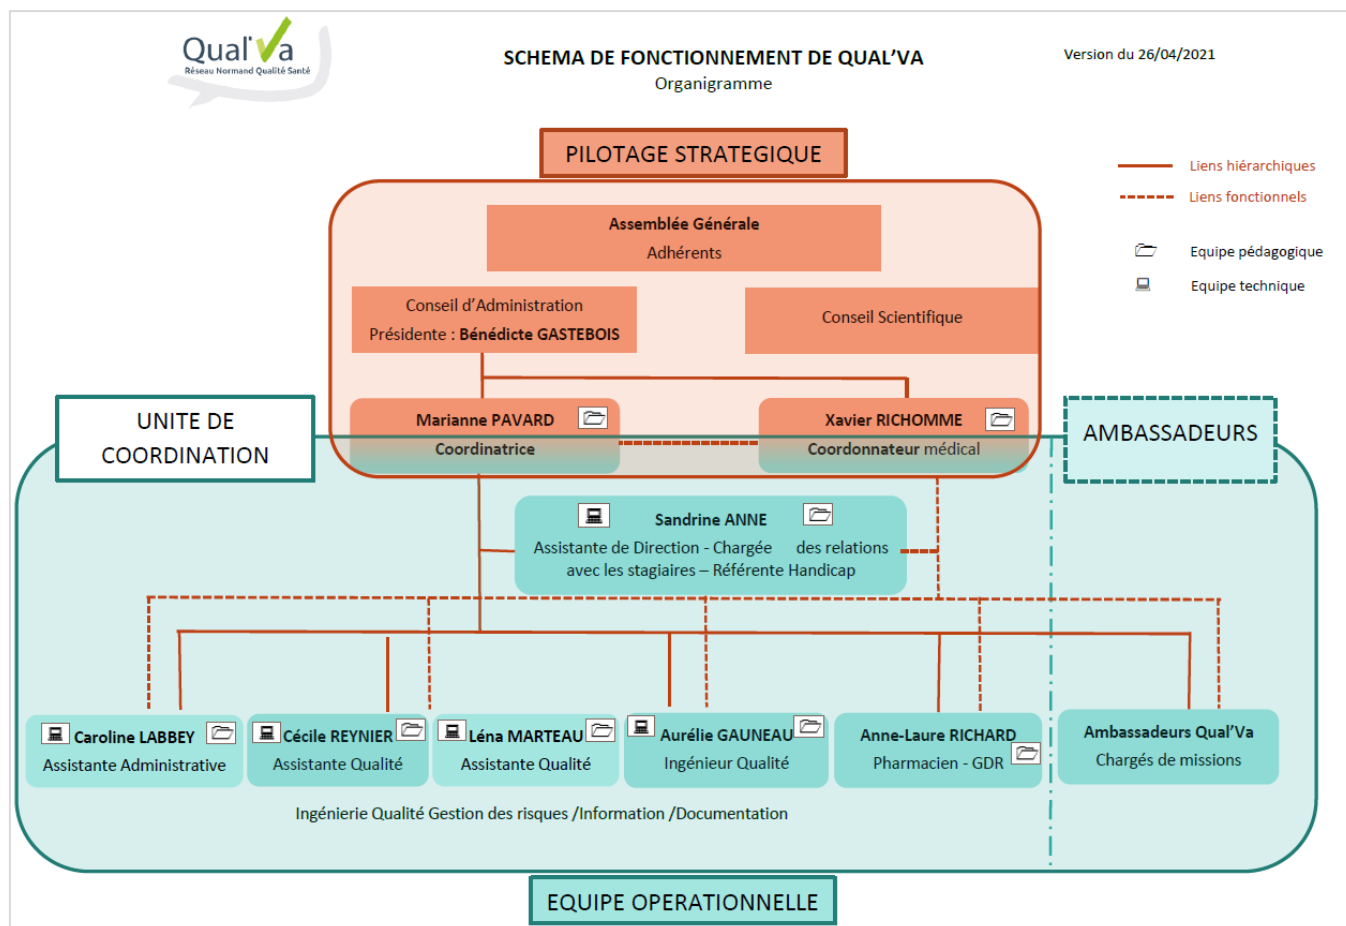 Qual'Va
Réseau Normand Qualité Santé
SCHEMA DE FONCTIONNEMENT DE QUAL'VA
Organigramme
Version du 26/04/2021
PILOTAGE STRATEGIQUE
Liens hiérarchiques
Liens fonctionnels
Equipe pédagogique
Equipe technique
Assemblée Générale
Adhérents
Conseil d'Administration
Présidente : Bénédicte GASTEBOIS
Conseil Scientifique
UNITE DE
COORDINATION
Marianne PAVARD
Coordinatrice
Xavier RICHOMME
Coordonnateur médical
AMBASSADEURS
Sandrine ANNE
Assistante de Direction - Chargée des relations
avec les stagiaires – Référente Handicap
Caroline LABBEY
Assistante Administrative
Cécile REYNIER
Assistante Qualité
Léna MARTEAU
Assistante Qualité
Aurélie GAUNEAU
Ingénieur Qualité
Anne-Laure RICHARD
Pharmacien - GDR
Ambassadeurs Qual'Va
Chargés de missions
Ingénierie Qualité Gestion des risques /Information /Documentation
EQUIPE OPERATIONNELLE